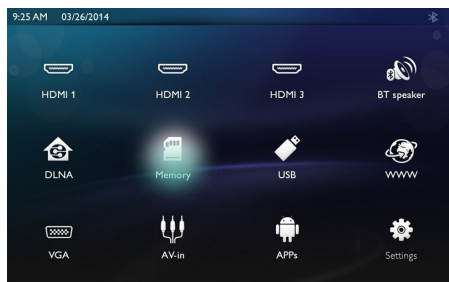 9:25 AM 03/26/2014
HDMI 1 HDMI 2 HDMI 3 BT speaker
DLNA Memory USB WWW
VGA AV-in APPs Settings